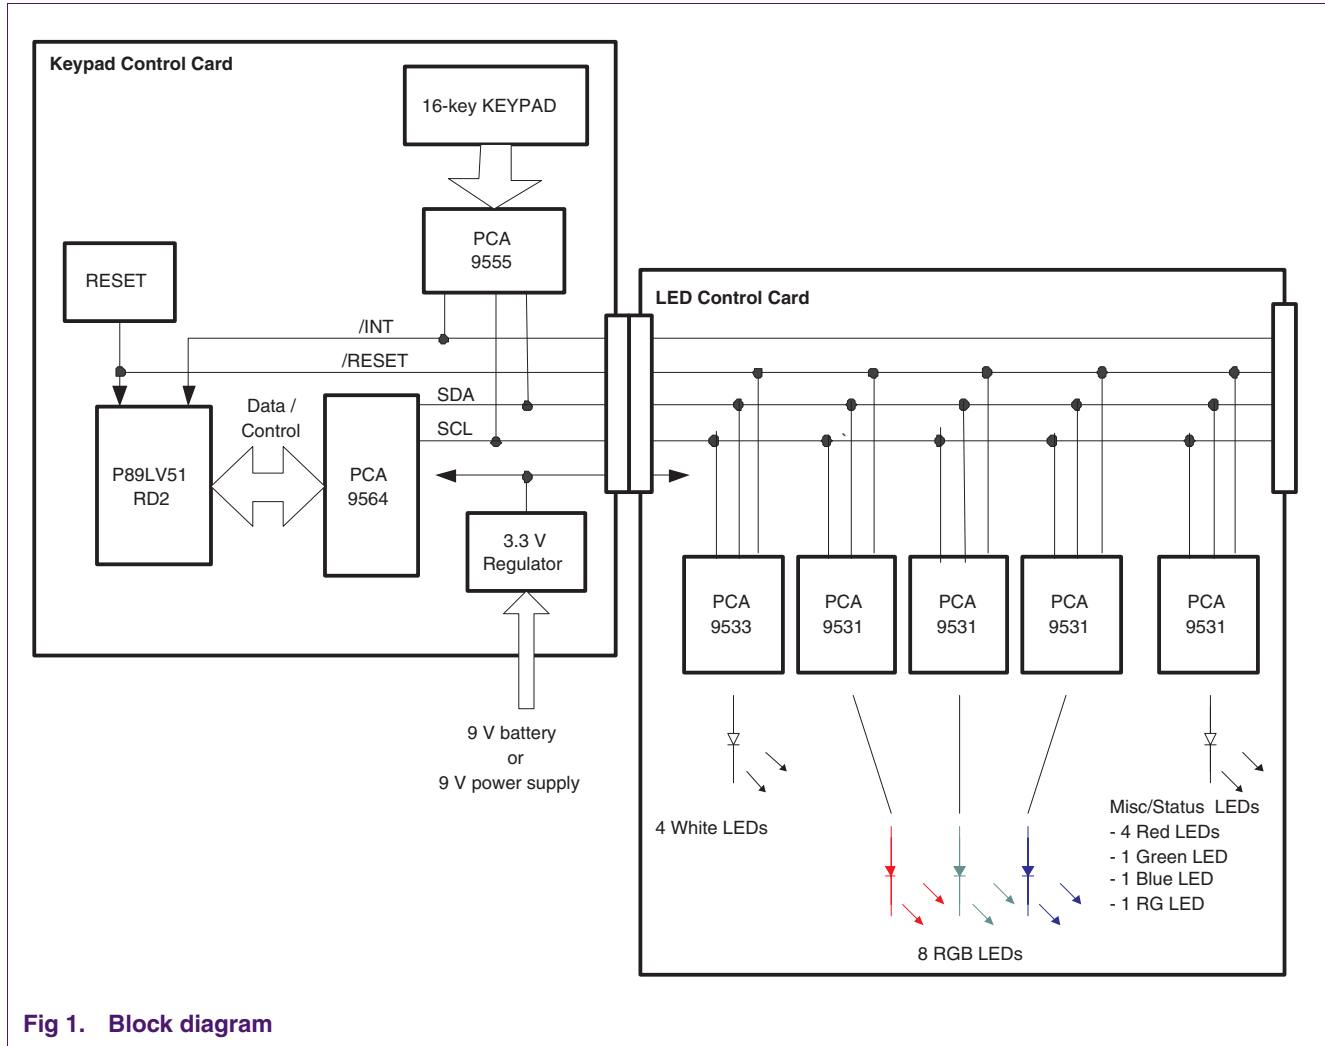 Keypad Control Card
16-key KEYPAD
PCA
9555
RESET
/INT
/RESET
SDA
SCL
Data /
Control
P89LV51
RD2
PCA
9564
3.3 V
Regulator
9 V battery
or
9 V power supply
LED Control Card
PCA
9533
PCA
9531
PCA
9531
PCA
9531
PCA
9531
4 White LEDs
8 RGB LEDs
Misc/Status LEDs
- 4 Red LEDs
- 1 Green LED
- 1 Blue LED
- 1 RG LED
Fig 1. Block diagram